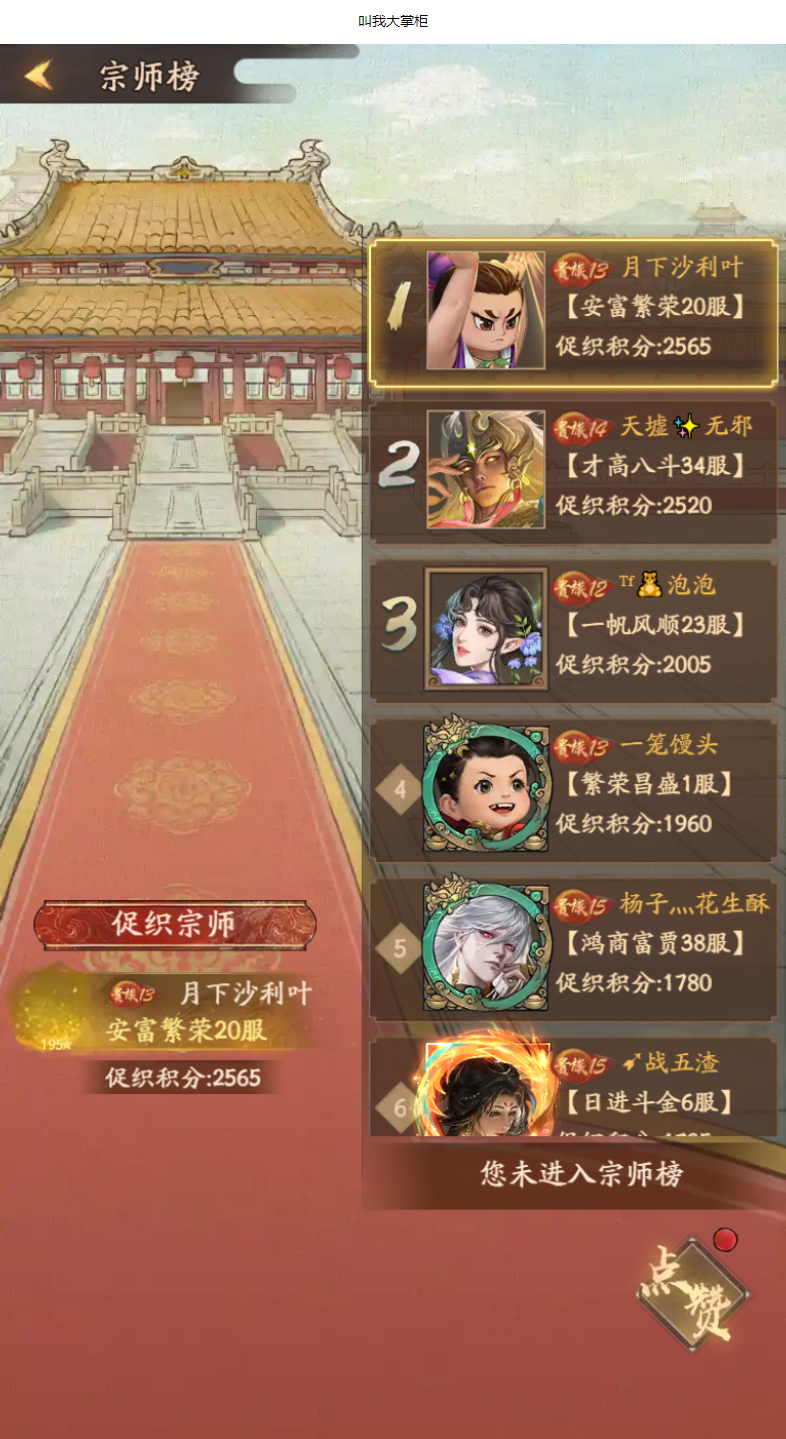 叫我大掌柜
宗师榜
1
贵族13 月下沙利叶
【安富繁荣20服】
促织积分:2565
2
贵族14 天墟✨无邪
【才高八斗34服】
促织积分:2520
3
贵族12 Tf🧸泡泡
【一帆风顺23服】
促织积分:2005
4
贵族13 一笼馒头
【繁荣昌盛1服】
促织积分:1960
5
贵族15 杨子灬花生酥
【鸿商富贾38服】
促织积分:1780
6
贵族15 ➶战五渣
【日进斗金6服】
促织宗师
贵族13 月下沙利叶
安富繁荣20服
195☆
促织积分:2565
您未进入宗师榜
点赞